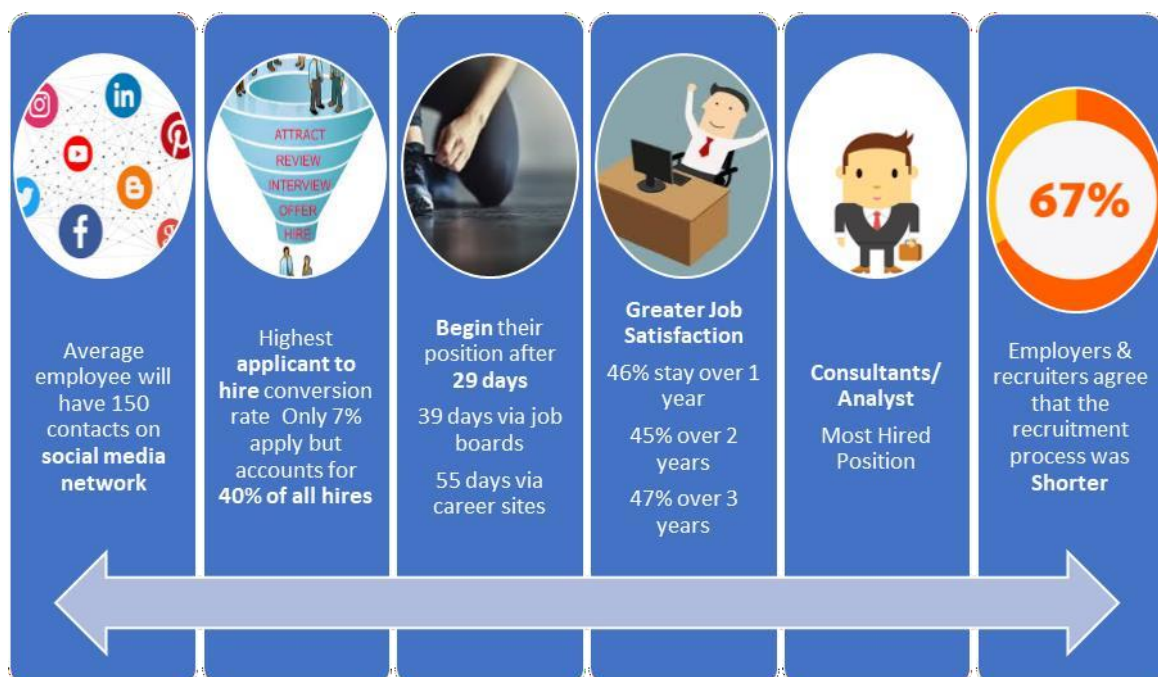 in
f
B
ATTRACT
REVIEW
INTERVIEW
OFFER
HIRE
67%
Average
employee will
have 150
contacts on
social media
network
Highest
applicant to
hire conversion
rate Only 7%
apply but
accounts for
40% of all hires
Begin their
position after
29 days
39 days via job
boards
55 days via
career sites
Greater Job
Satisfaction
46% stay over 1
year
45% over 2
years
47% over 3
years
Consultants/
Analyst
Most Hired
Position
Employers &
recruiters agree
that the
recruitment
process was
Shorter